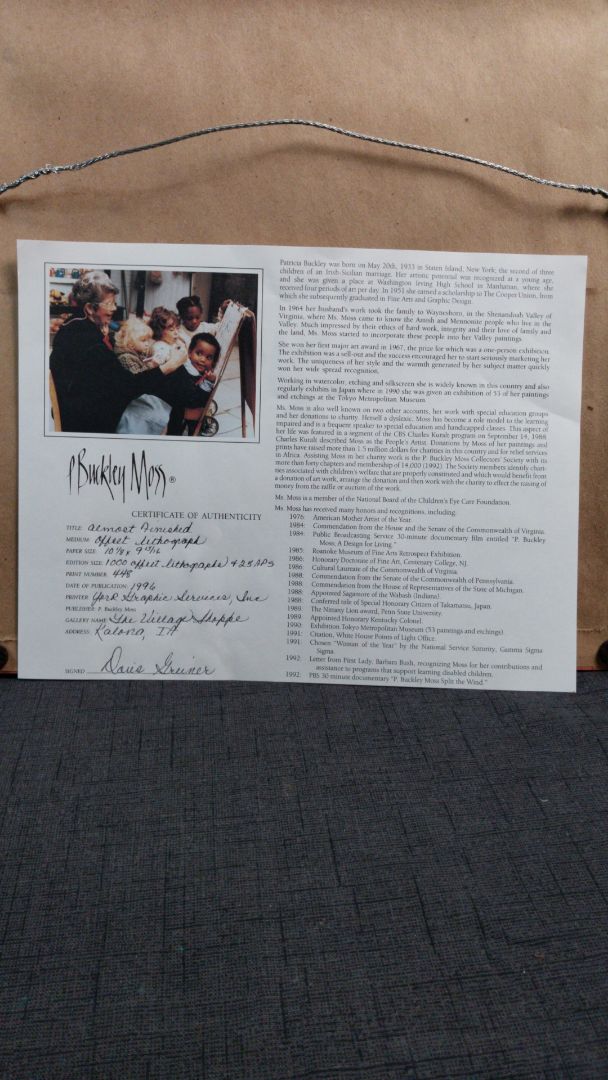 P Buckley Moss ®
CERTIFICATE OF AUTHENTICITY
TITLE: Almost Finished
MEDIUM: Offset Lithograph
PAPER SIZE: 10 1/8 x 9 15/16
EDITION SIZE: 1000 offset lithographs + 25 APs
PRINT NUMBER: 448
DATE OF PUBLICATION: 1996
PRINTER: York Graphic Services, Inc
PUBLISHER: P. Buckley Moss
GALLERY NAME: The Village Shoppe
ADDRESS: Kalona, IA
SIGNED Doris Greiner
Patricia Buckley was born on May 20th, 1933 in Staten Island, New York; the second of three
children of an Irish-Sicilian marriage. Her artistic potential was recognized at a young age,
and she was given a place at Washington Irving High School in Manhattan, where she
received four periods of art per day. In 1951 she earned a scholarship to The Cooper Union, from
which she subsequently graduated in Fine Arts and Graphic Design.
In 1964 her husband's work took the family to Waynesboro, in the Shenandoah Valley of
Virginia, where Ms. Moss came to know the Amish and Mennonite people who live in the
Valley. Much impressed by their ethics of hard work, integrity and their love of family and
the land, Ms. Moss started to incorporate these people into her Valley paintings.
She won her first major art award in 1967, the prize for which was a one-person exhibition.
The exhibition was a sell-out and the success encouraged her to start seriously marketing her
work. The uniqueness of her style and the warmth generated by her subject matter quickly
won her wide spread recognition.
Working in watercolor, etching and silkscreen she is widely known in this country and also
regularly exhibits in Japan where in 1990 she was given an exhibition of 53 of her paintings
and etchings at the Tokyo Metropolitan Museum.
Ms. Moss is also well known on two other accounts, her work with special education groups
and her donations to charity. Herself a dyslexic, Moss has become a role model to the learning
impaired and is a frequent speaker to special education and handicapped classes. This aspect of
her life was featured in a segment of the CBS Charles Kuralt program on September 14, 1988.
Charles Kuralt described Moss as the People's Artist. Donations by Moss of her paintings and
prints have raised more than 1.5 million dollars for charities in this country and for relief services
in Africa. Assisting Moss in her charity work is the P. Buckley Moss Collectors' Society with its
more than forty chapters and membership of 14,000 (1992). The Society members identify chari-
ties associated with children's welfare that are properly constituted and which would benefit from
a donation of art work, arrange the donation and then work with the charity to effect the raising of
money from the raffle or auction of the work.
Ms. Moss is a member of the National Board of the Children's Eye Care Foundation.
Ms. Moss has received many honors and recognitions, including:
1976: American Mother Artist of the Year.
1984: Commendation from the House and the Senate of the Commonwealth of Virginia.
1984: Public Broadcasting Service 30-minute documentary film entitled "P. Buckley
Moss; A Design for Living."
1985: Roanoke Museum of Fine Arts Retrospect Exhibition.
1986: Honorary Doctorate of Fine Art, Centenary College, NJ.
1986: Cultural Laureate of the Commonwealth of Virginia.
1988: Commendation from the Senate of the Commonwealth of Pennsylvania.
1988: Commendation from the House of Representatives of the State of Michigan.
1988: Appointed Sagamore of the Wabash (Indiana).
1988: Conferred title of Special Honorary Citizen of Takamatsu, Japan.
1989: The Nittany Lion award, Penn State University.
1989: Appointed Honorary Kentucky Colonel.
1990: Exhibition Tokyo Metropolitan Museum (53 paintings and etchings).
1991: Citation, White House Points of Light Office.
1991: Chosen "Woman of the Year" by the National Service Sorority, Gamma Sigma
Sigma.
1992: Letter from First Lady, Barbara Bush, recognizing Moss for her contributions and
assistance to programs that support learning disabled children.
1992: PBS 30 minute documentary "P. Buckley Moss Split the Wind."